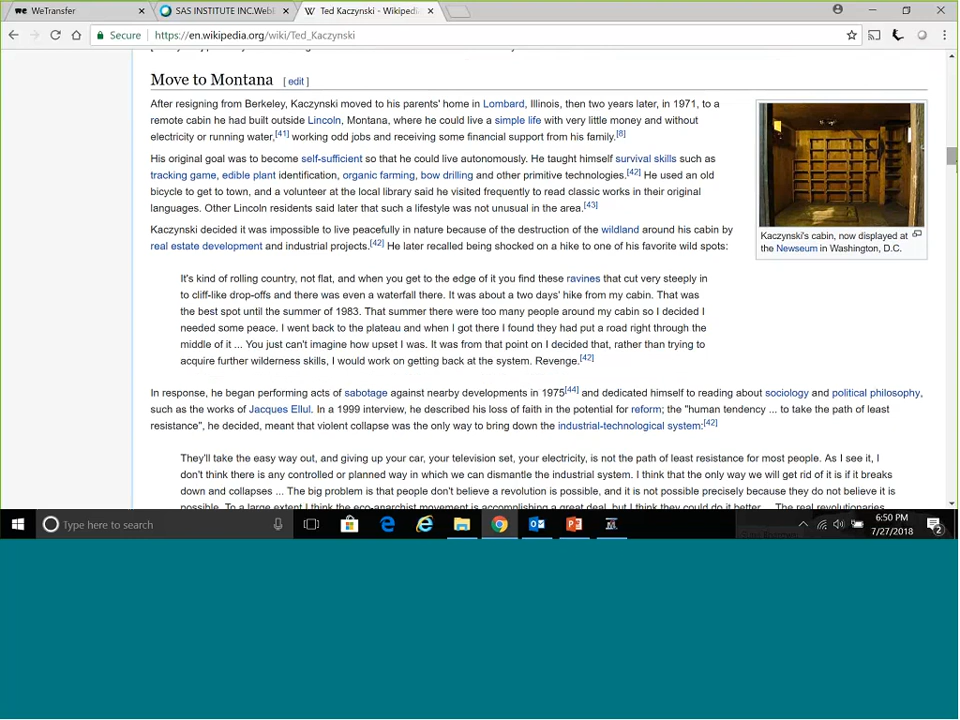 WeTransfer
SAS INSTITUTE INC.Webl
Ted Kaczynski - Wikipedi
Secure
https://en.wikipedia.org/wiki/Ted_Kaczynski
Move to Montana [ edit ]
After resigning from Berkeley, Kaczynski moved to his parents' home in Lombard, Illinois, then two years later, in 1971, to a
remote cabin he had built outside Lincoln, Montana, where he could live a simple life with very little money and without
electricity or running water,[41] working odd jobs and receiving some financial support from his family.[8]
His original goal was to become self-sufficient so that he could live autonomously. He taught himself survival skills such as
tracking game, edible plant identification, organic farming, bow drilling and other primitive technologies.[42] He used an old
bicycle to get to town, and a volunteer at the local library said he visited frequently to read classic works in their original
languages. Other Lincoln residents said later that such a lifestyle was not unusual in the area.[43]
Kaczynski decided it was impossible to live peacefully in nature because of the destruction of the wildland around his cabin by
real estate development and industrial projects.[42] He later recalled being shocked on a hike to one of his favorite wild spots:
Kaczynski's cabin, now displayed at
the Newseum in Washington, D.C.
It's kind of rolling country, not flat, and when you get to the edge of it you find these ravines that cut very steeply in
to cliff-like drop-offs and there was even a waterfall there. It was about a two days' hike from my cabin. That was
the best spot until the summer of 1983. That summer there were too many people around my cabin so I decided I
needed some peace. I went back to the plateau and when I got there I found they had put a road right through the
middle of it ... You just can't imagine how upset I was. It was from that point on I decided that, rather than trying to
acquire further wilderness skills, I would work on getting back at the system. Revenge.[42]
In response, he began performing acts of sabotage against nearby developments in 1975[44] and dedicated himself to reading about sociology and political philosophy,
such as the works of Jacques Ellul. In a 1999 interview, he described his loss of faith in the potential for reform; the "human tendency ... to take the path of least
resistance", he decided, meant that violent collapse was the only way to bring down the industrial-technological system:[42]
They'll take the easy way out, and giving up your car, your television set, your electricity, is not the path of least resistance for most people. As I see it, I
don't think there is any controlled or planned way in which we can dismantle the industrial system. I think that the only way we will get rid of it is if it breaks
down and collapses ... The big problem is that people don't believe a revolution is possible, and it is not possible precisely because they do not believe it is
possible. To a large extent I think the eco-anarchist movement is accomplishing a great deal, but I think they could do it better ... The real revolutionaries
Type here to search
6:50 PM
7/27/2018
2